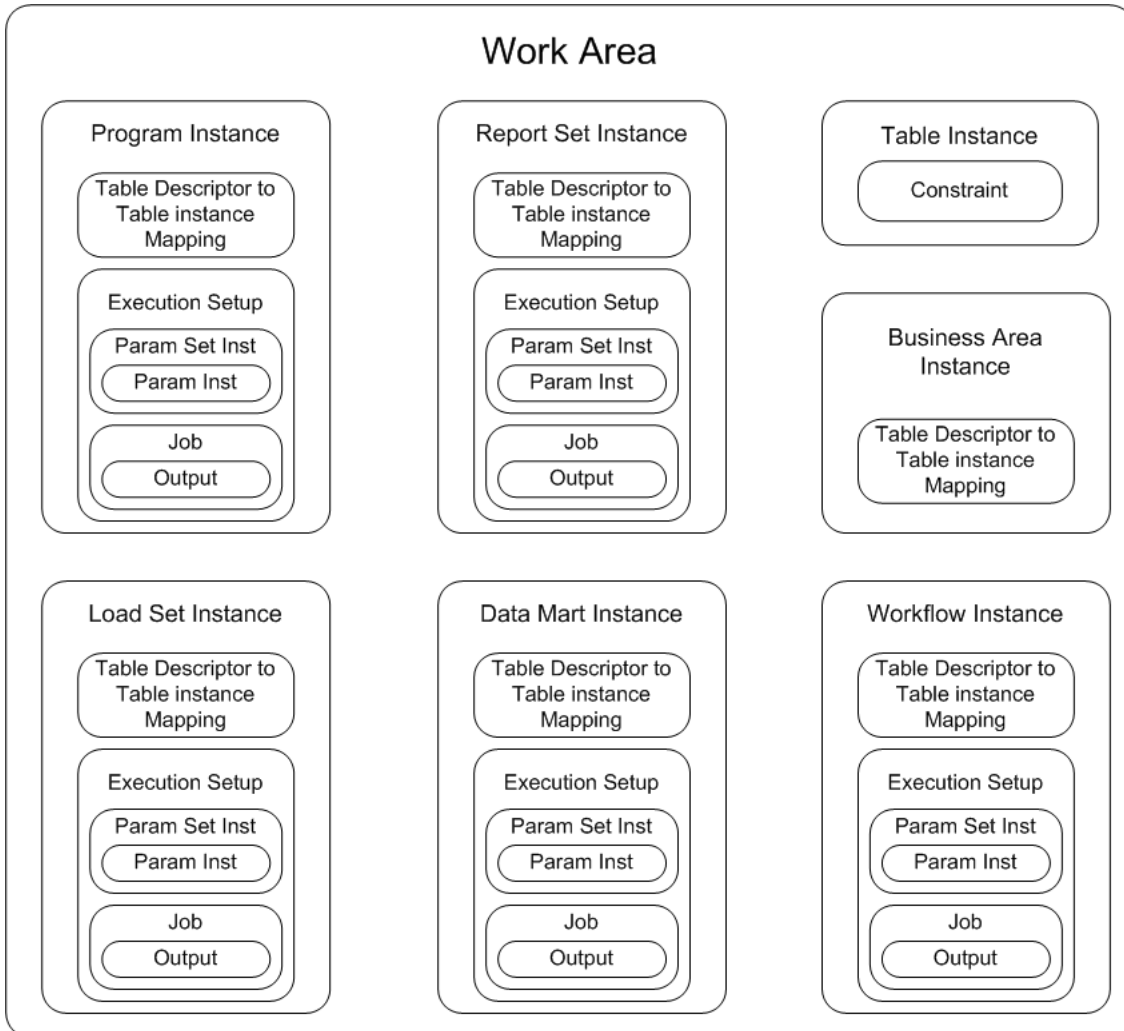 Work Area
Program Instance
Table Descriptor to
Table instance
Mapping
Execution Setup
Param Set Inst
Param Inst
Job
Output
Report Set Instance
Table Descriptor to
Table instance
Mapping
Execution Setup
Param Set Inst
Param Inst
Job
Output
Table Instance
Constraint
Business Area
Instance
Table Descriptor to
Table instance
Mapping
Load Set Instance
Table Descriptor to
Table instance
Mapping
Execution Setup
Param Set Inst
Param Inst
Job
Output
Data Mart Instance
Table Descriptor to
Table instance
Mapping
Execution Setup
Param Set Inst
Param Inst
Job
Output
Workflow Instance
Table Descriptor to
Table instance
Mapping
Execution Setup
Param Set Inst
Param Inst
Job
Output